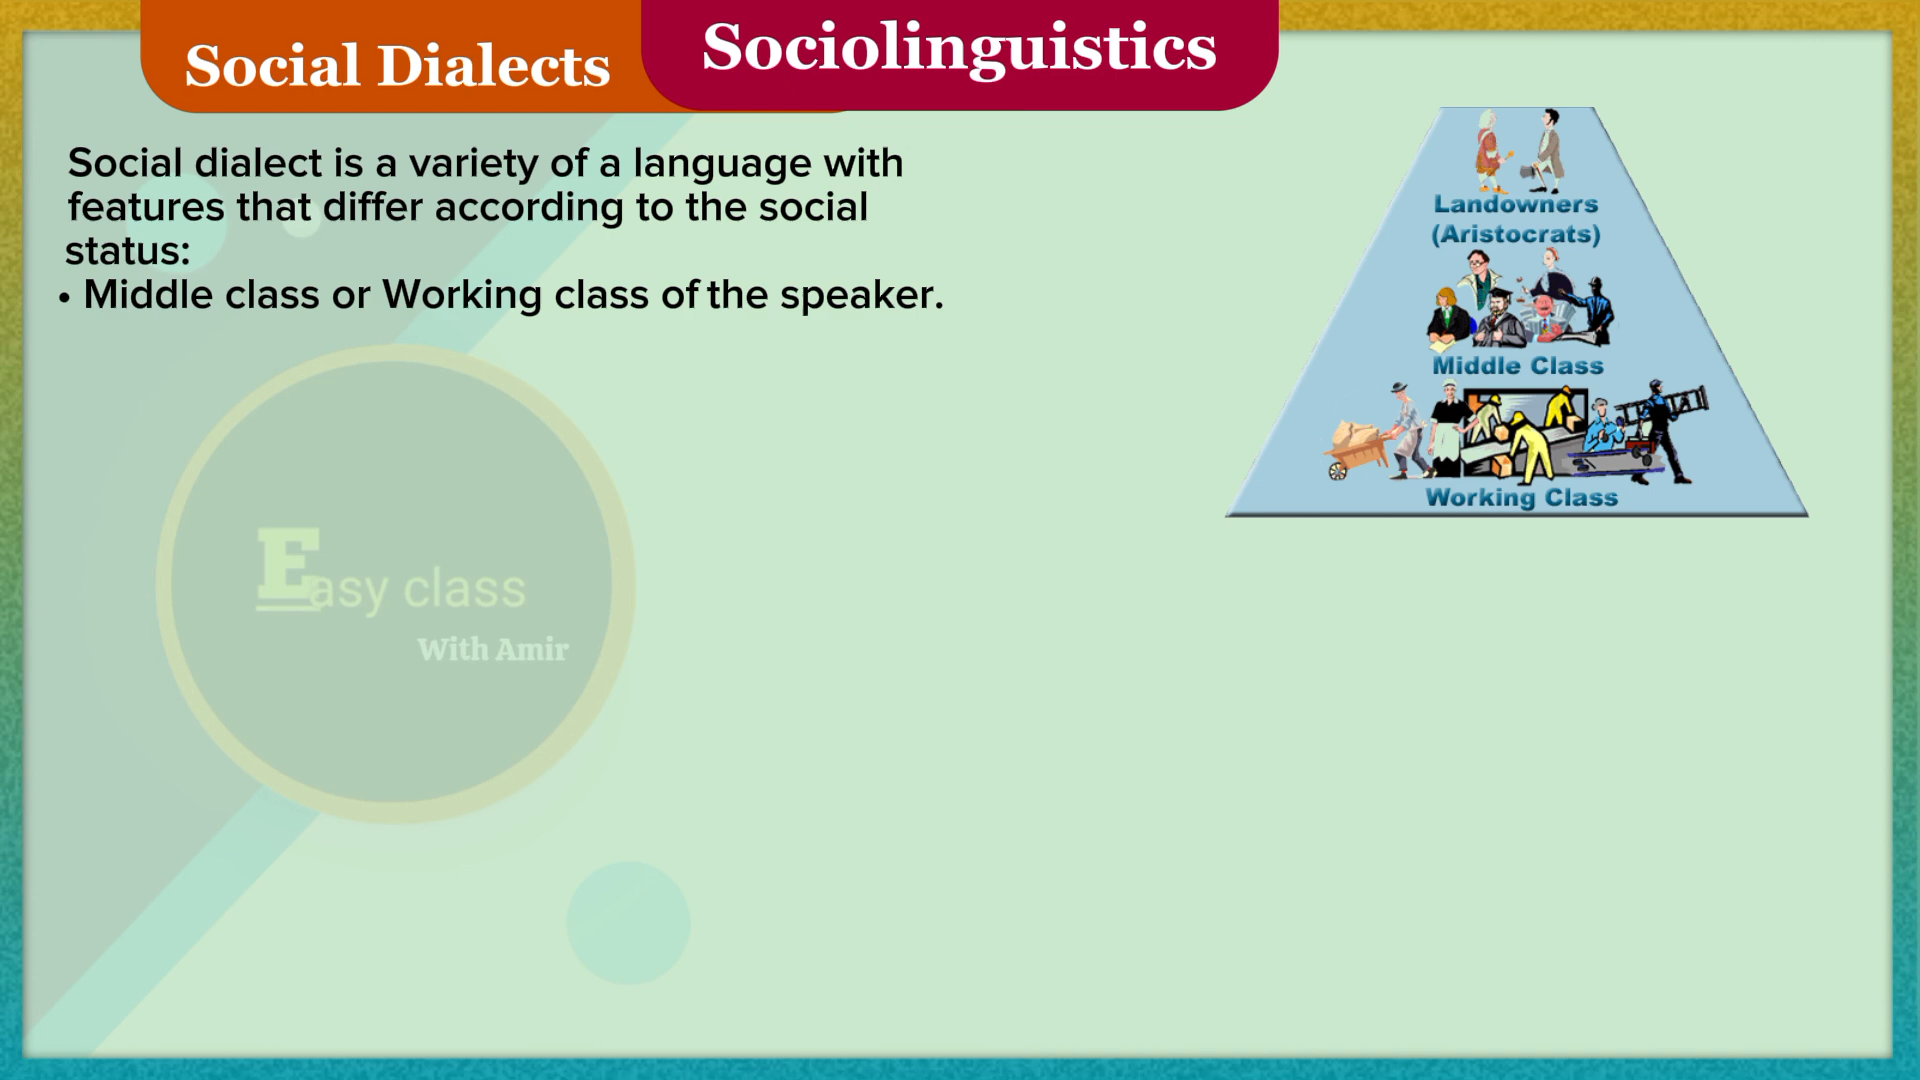 Social Dialects
Sociolinguistics
Social dialect is a variety of a language with
features that differ according to the social
status:
• Middle class or Working class of the speaker.
Landowners
(Aristocrats)
Middle Class
Working Class
Easy class
With Amir